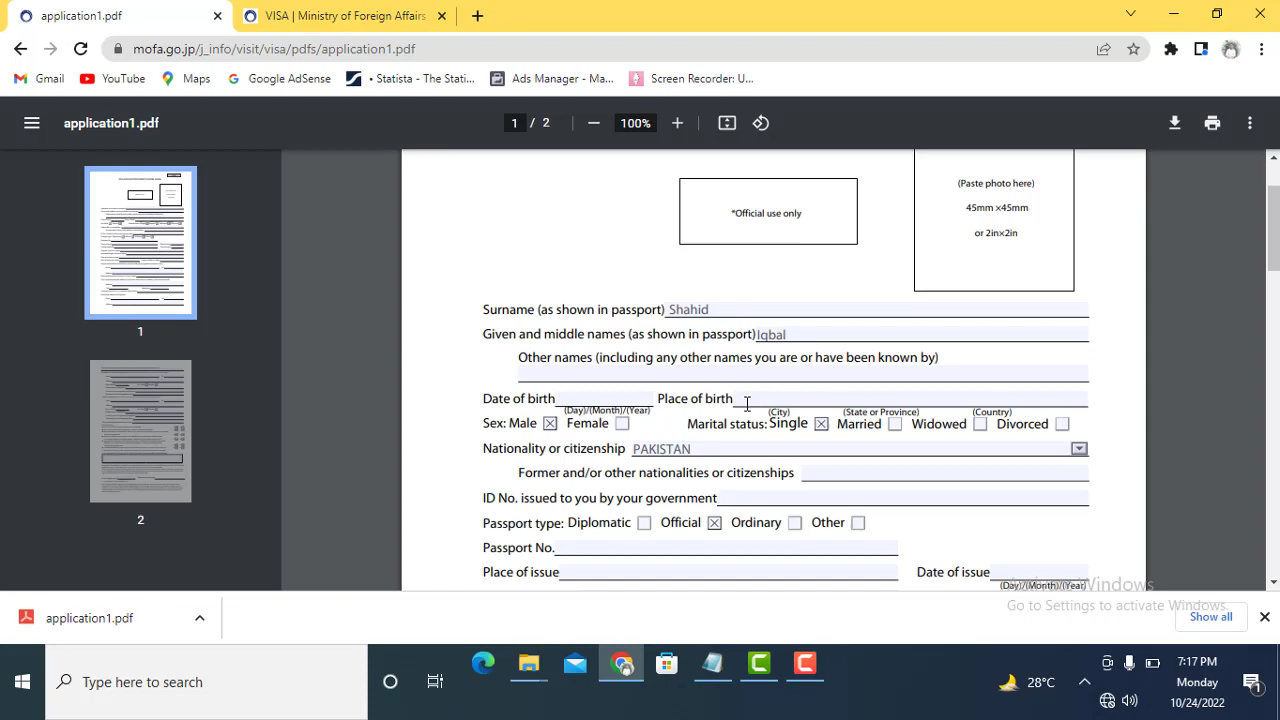 application1.pdf
VISA | Ministry of Foreign Affairs
mofa.go.jp/j_info/visit/visa/pdfs/application1.pdf
Gmail
YouTube
Maps
Google AdSense
• Statista - The Stati...
Ads Manager - Ma...
Screen Recorder: U...
application1.pdf
1 / 2
100%
(Paste photo here)
45mm ×45mm
or 2in×2in
*Official use only
Surname (as shown in passport) Shahid
Given and middle names (as shown in passport) Iqbal
Other names (including any other names you are or have been known by)
Date of birth Place of birth
(Day)/(Month)/(Year) (City) (State or Province) (Country)
Sex: Male Female Marital status: Single Married Widowed Divorced
Nationality or citizenship PAKISTAN
Former and/or other nationalities or citizenships
ID No. issued to you by your government
Passport type: Diplomatic Official Ordinary Other
Passport No.
Place of issue Date of issue
(Day)/(Month)/(Year)
1
2
Activate Windows
Go to Settings to activate Windows.
application1.pdf
Show all
Type here to search
28°C
7:17 PM
Monday
10/24/2022
1